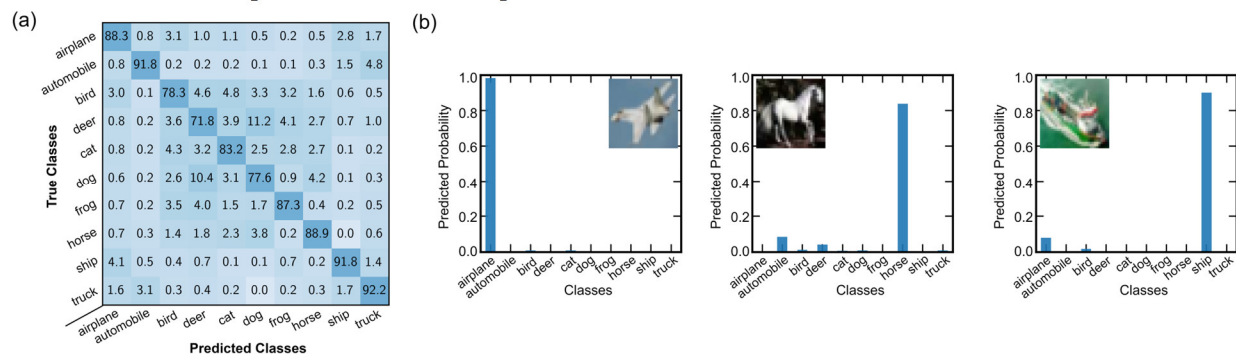 (a)
True Classes
airplane 88.3 0.8 3.1 1.0 1.1 0.5 0.2 0.5 2.8 1.7
automobile 0.8 91.8 0.2 0.2 0.2 0.1 0.1 0.3 1.5 4.8
bird 3.0 0.1 78.3 4.6 4.8 3.3 3.2 1.6 0.6 0.5
deer 0.8 0.2 3.6 71.8 3.9 11.2 4.1 2.7 0.7 1.0
cat 0.8 0.2 4.3 3.2 83.2 2.5 2.8 2.7 0.1 0.2
dog 0.6 0.2 2.6 10.4 3.1 77.6 0.9 4.2 0.1 0.3
frog 0.7 0.2 3.5 4.0 1.5 1.7 87.3 0.4 0.2 0.5
horse 0.7 0.3 1.4 1.8 2.3 3.8 0.2 88.9 0.0 0.6
ship 4.1 0.5 0.4 0.7 0.1 0.1 0.7 0.2 91.8 1.4
truck 1.6 3.1 0.3 0.4 0.2 0.0 0.2 0.3 1.7 92.2
airplane automobile bird deer cat dog frog horse ship truck
Predicted Classes
(b)
Predicted Probability
1.0
0.8
0.6
0.4
0.2
0.0
airplane automobile bird deer cat dog frog horse ship truck
Classes
Predicted Probability
1.0
0.8
0.6
0.4
0.2
0.0
airplane automobile bird deer cat dog frog horse ship truck
Classes
Predicted Probability
1.0
0.8
0.6
0.4
0.2
0.0
airplane automobile bird deer cat dog frog horse ship truck
Classes